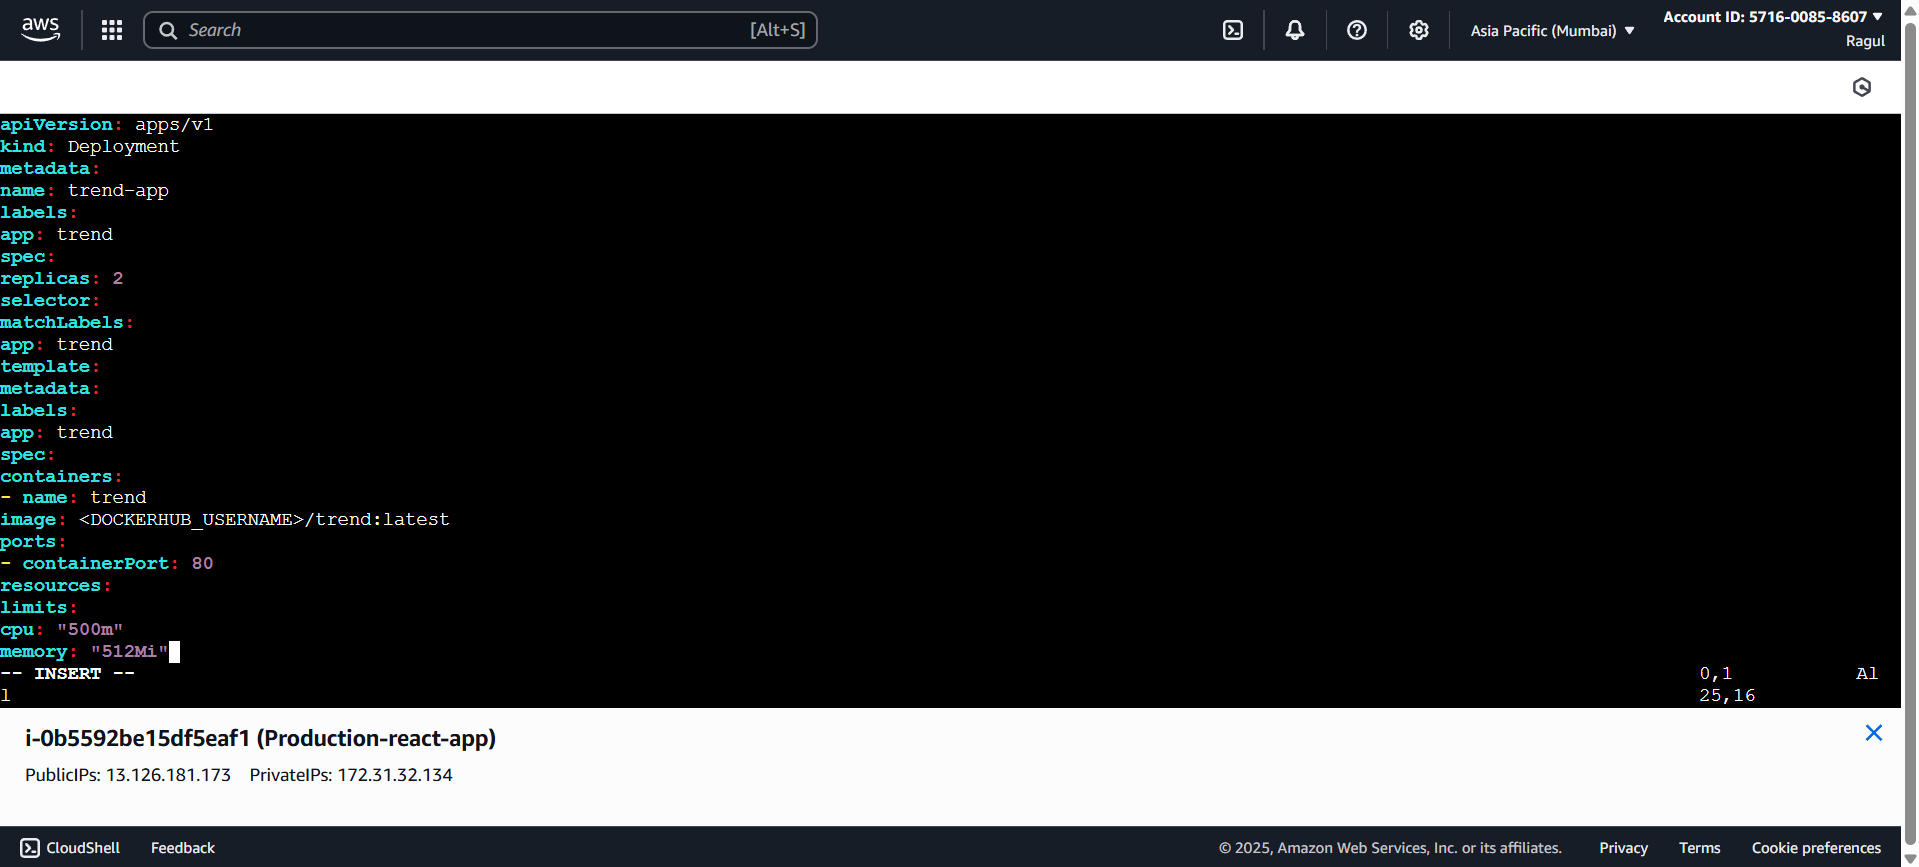 aws
Search [Alt+S]
Asia Pacific (Mumbai) ▼
Account ID: 5716-0085-8607 ▼
Ragul
apiVersion: apps/v1
kind: Deployment
metadata:
name: trend-app
labels:
app: trend
spec:
replicas: 2
selector:
matchLabels:
app: trend
template:
metadata:
labels:
app: trend
spec:
containers:
- name: trend
image: <DOCKERHUB_USERNAME>/trend:latest
ports:
- containerPort: 80
resources:
limits:
cpu: "500m"
memory: "512Mi"
-- INSERT -- 0,1 Al
l 25,16
i-0b5592be15df5eaf1 (Production-react-app)
PublicIPs: 13.126.181.173 PrivateIPs: 172.31.32.134
CloudShell Feedback © 2025, Amazon Web Services, Inc. or its affiliates. Privacy Terms Cookie preferences